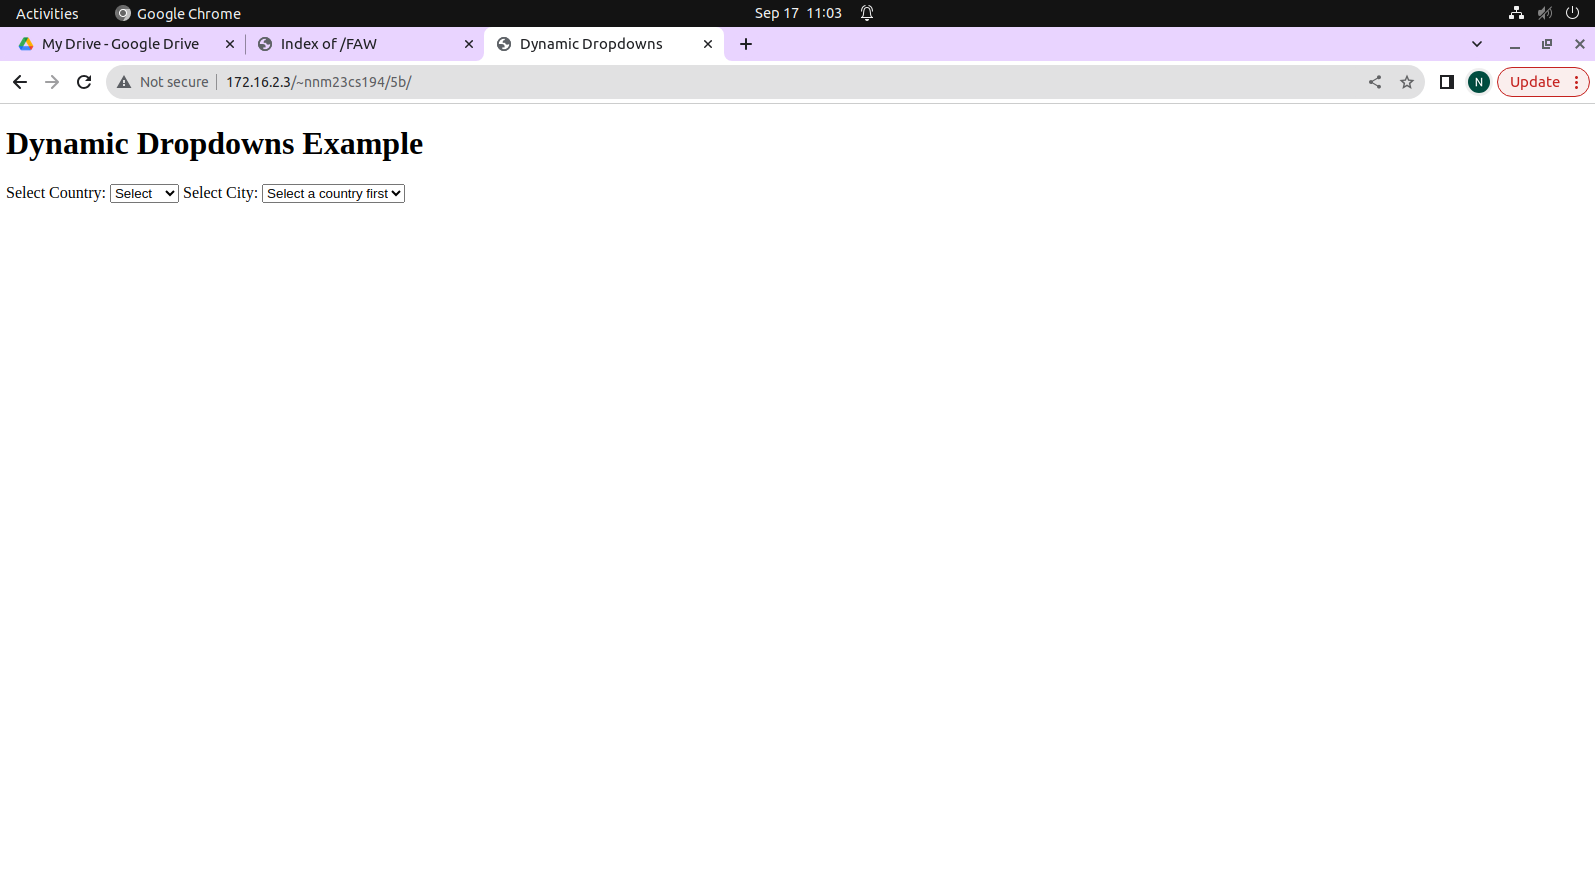 Activities Google Chrome Sep 17 11:03
My Drive - Google Drive Index of /FAW Dynamic Dropdowns
Not secure 172.16.2.3/~nnm23cs194/5b/ N Update
Dynamic Dropdowns Example
Select Country: Select Select City: Select a country first